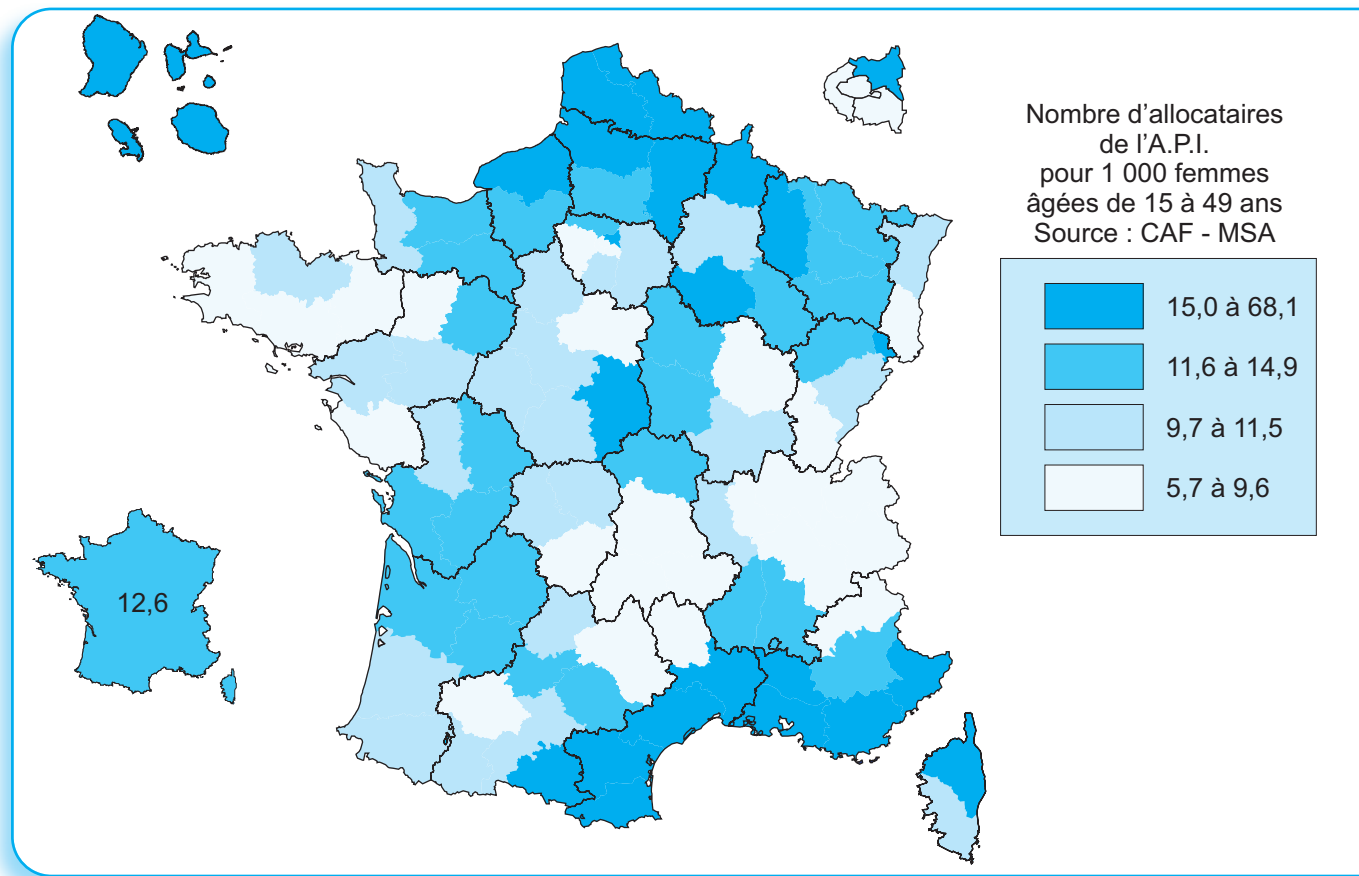 Nombre d'allocataires
de l'A.P.I.
pour 1 000 femmes
âgées de 15 à 49 ans
Source : CAF - MSA
15,0 à 68,1
11,6 à 14,9
9,7 à 11,5
5,7 à 9,6
12,6